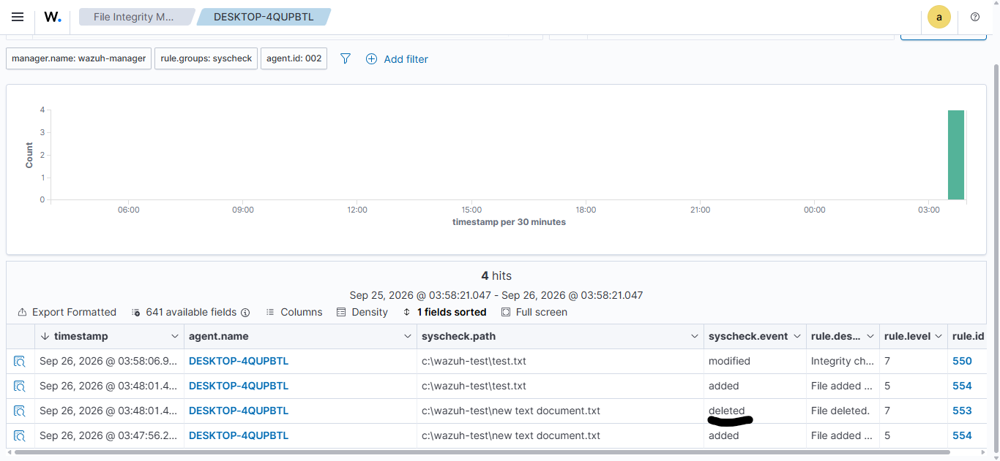 W. File Integrity M... DESKTOP-4QUPBTL a
manager.name: wazuh-manager rule.groups: syscheck agent.id: 002 Add filter
4
3
2
1
0
Count
06:00 09:00 12:00 15:00 18:00 21:00 00:00 03:00
timestamp per 30 minutes
4 hits
Sep 25, 2026 @ 03:58:21.047 - Sep 26, 2026 @ 03:58:21.047
Export Formatted 641 available fields Columns Density 1 fields sorted Full screen
timestamp agent.name syscheck.path syscheck.event rule.des... rule.level rule.id
Sep 26, 2026 @ 03:58:06.9... DESKTOP-4QUPBTL c:\wazuh-test\test.txt modified Integrity ch... 7 550
Sep 26, 2026 @ 03:48:01.4... DESKTOP-4QUPBTL c:\wazuh-test\test.txt added File added ... 5 554
Sep 26, 2026 @ 03:48:01.4... DESKTOP-4QUPBTL c:\wazuh-test\new text document.txt deleted File deleted. 7 553
Sep 26, 2026 @ 03:47:56.2... DESKTOP-4QUPBTL c:\wazuh-test\new text document.txt added File added ... 5 554